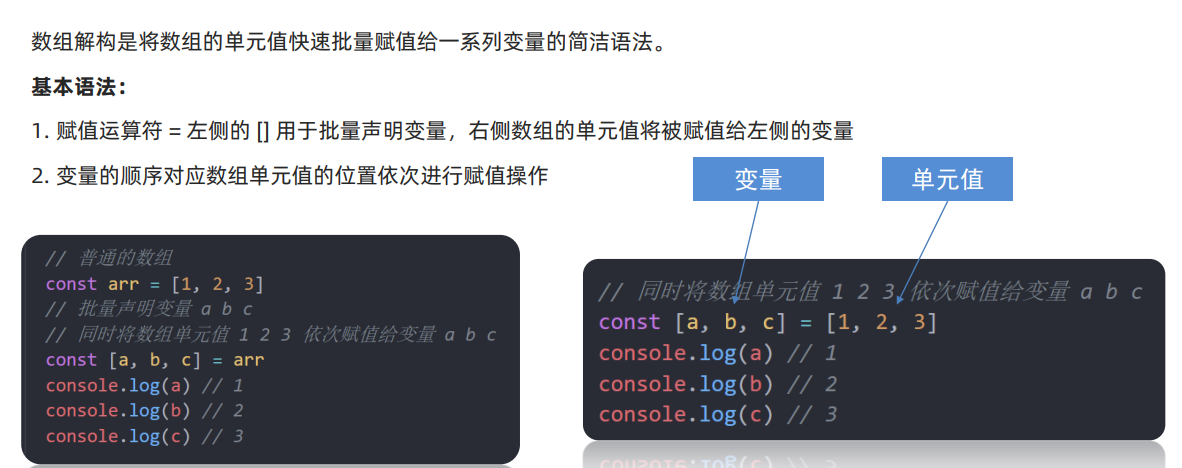 数组解构是将数组的单元值快速批量赋值给一系列变量的简洁语法。
基本语法：
1. 赋值运算符 = 左侧的 [] 用于批量声明变量，右侧数组的单元值将被赋值给左侧的变量
2. 变量的顺序对应数组单元值的位置依次进行赋值操作
变量
单元值
// 普通的数组
const arr = [1, 2, 3]
// 批量声明变量 a b c
// 同时将数组单元值 1 2 3 依次赋值给变量 a b c
const [a, b, c] = arr
console.log(a) // 1
console.log(b) // 2
console.log(c) // 3
// 同时将数组单元值 1 2 3 依次赋值给变量 a b c
const [a, b, c] = [1, 2, 3]
console.log(a) // 1
console.log(b) // 2
console.log(c) // 3